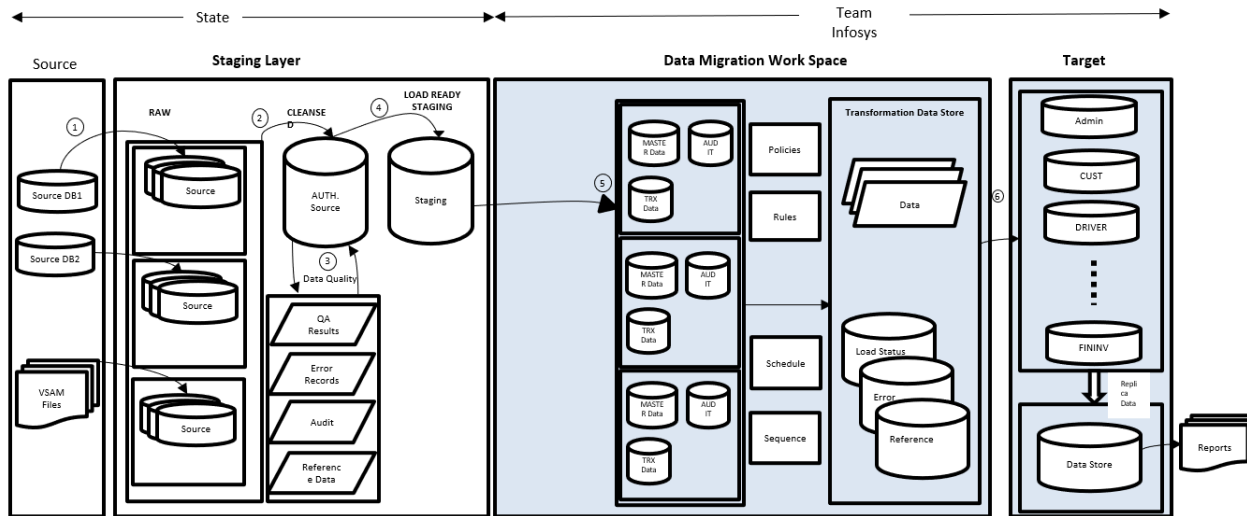 State
Team
Infosys
Source
Staging Layer
Data Migration Work Space
Target
RAW
1
Source DB1
Source DB2
VSAM
Files
Source
Source
Source
2
CLEANSE
D
4
LOAD READY
STAGING
AUTH.
Source
Staging
3
Data Quality
QA
Results
Error
Records
Audit
Referenc
e Data
5
MASTE
R Data
AUD
IT
TRX
Data
MASTE
R Data
AUD
IT
TRX
Data
MASTE
R Data
AUD
IT
TRX
Data
Policies
Rules
Schedule
Sequence
Transformation Data Store
Data
Load Status
Error
Reference
6
Admin
CUST
DRIVER
FININV
Repli
ca
Data
Data Store
Reports